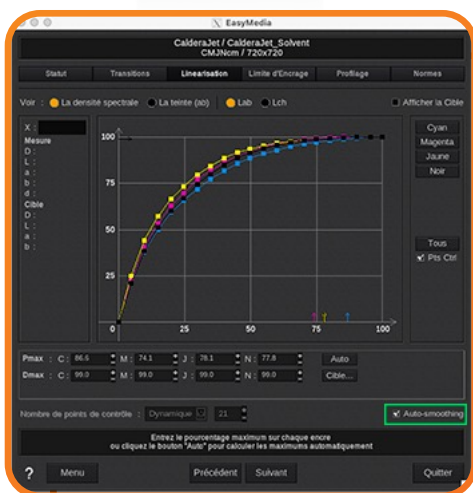 EasyMedia
CalderaJet / CalderaJet_Solvent
CMJNcm / 720x720
Statut Transitions Linearisation Limite d'Encrage Profilage Normes
Voir : La densité spectrale La teinte (ab) Lab Lch Afficher la Cible
X :
Mesure
D :
L :
a :
b :
d :
Cible
D :
L :
a :
b :
100
75
50
25
0 25 50 75 100
Cyan
Magenta
Jaune
Noir
Tous
Pts Ctrl
Pmax : C : 86.6 M : 74.1 J : 78.1 N : 77.8 Auto
Dmax : C : 99.0 M : 99.0 J : 99.0 N : 99.0 Cible...
Nombre de points de contrôle : Dynamique 21 Auto-smoothing
Entrez le pourcentage maximum sur chaque encre
ou cliquez le bouton "Auto" pour calculer les maximums automatiquement
? Menu Précédent Suivant Quitter